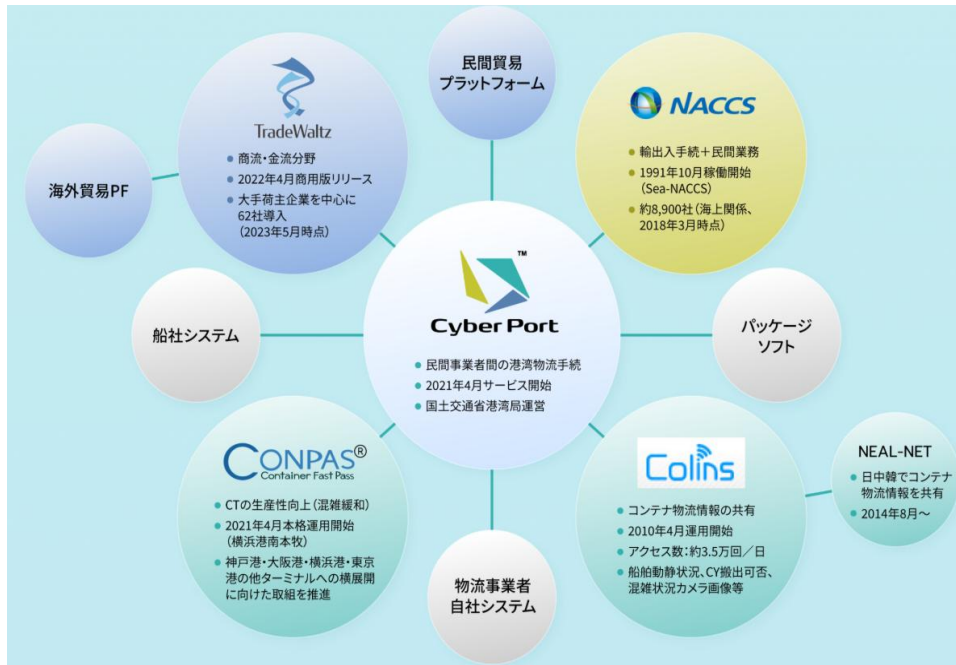 民間貿易
プラットフォーム
TradeWaltz
商流・金流分野
2022年4月商用版リリース
大手荷主企業を中心に
62社導入
（2023年5月時点）
海外貿易PF
NACCS
輸出入手続＋民間業務
1991年10月稼働開始
（Sea-NACCS）
約8,900社（海上関係、
2018年3月時点）
船社システム
Cyber Port™
民間事業者間の港湾物流手続
2021年4月サービス開始
国土交通省港湾局運営
パッケージ
ソフト
CONPAS®
Container Fast Pass
CTの生産性向上（混雑緩和）
2021年4月本格運用開始
（横浜港南本牧）
神戸港・大阪港・横浜港・東京
港の他ターミナルへの横展開
に向けた取組を推進
物流事業者
自社システム
Colins
コンテナ物流情報の共有
2010年4月運用開始
アクセス数：約3.5万回／日
船舶動静状況、CY搬出可否、
混雑状況カメラ画像等
NEAL-NET
日中韓でコンテナ
物流情報を共有
2014年8月〜